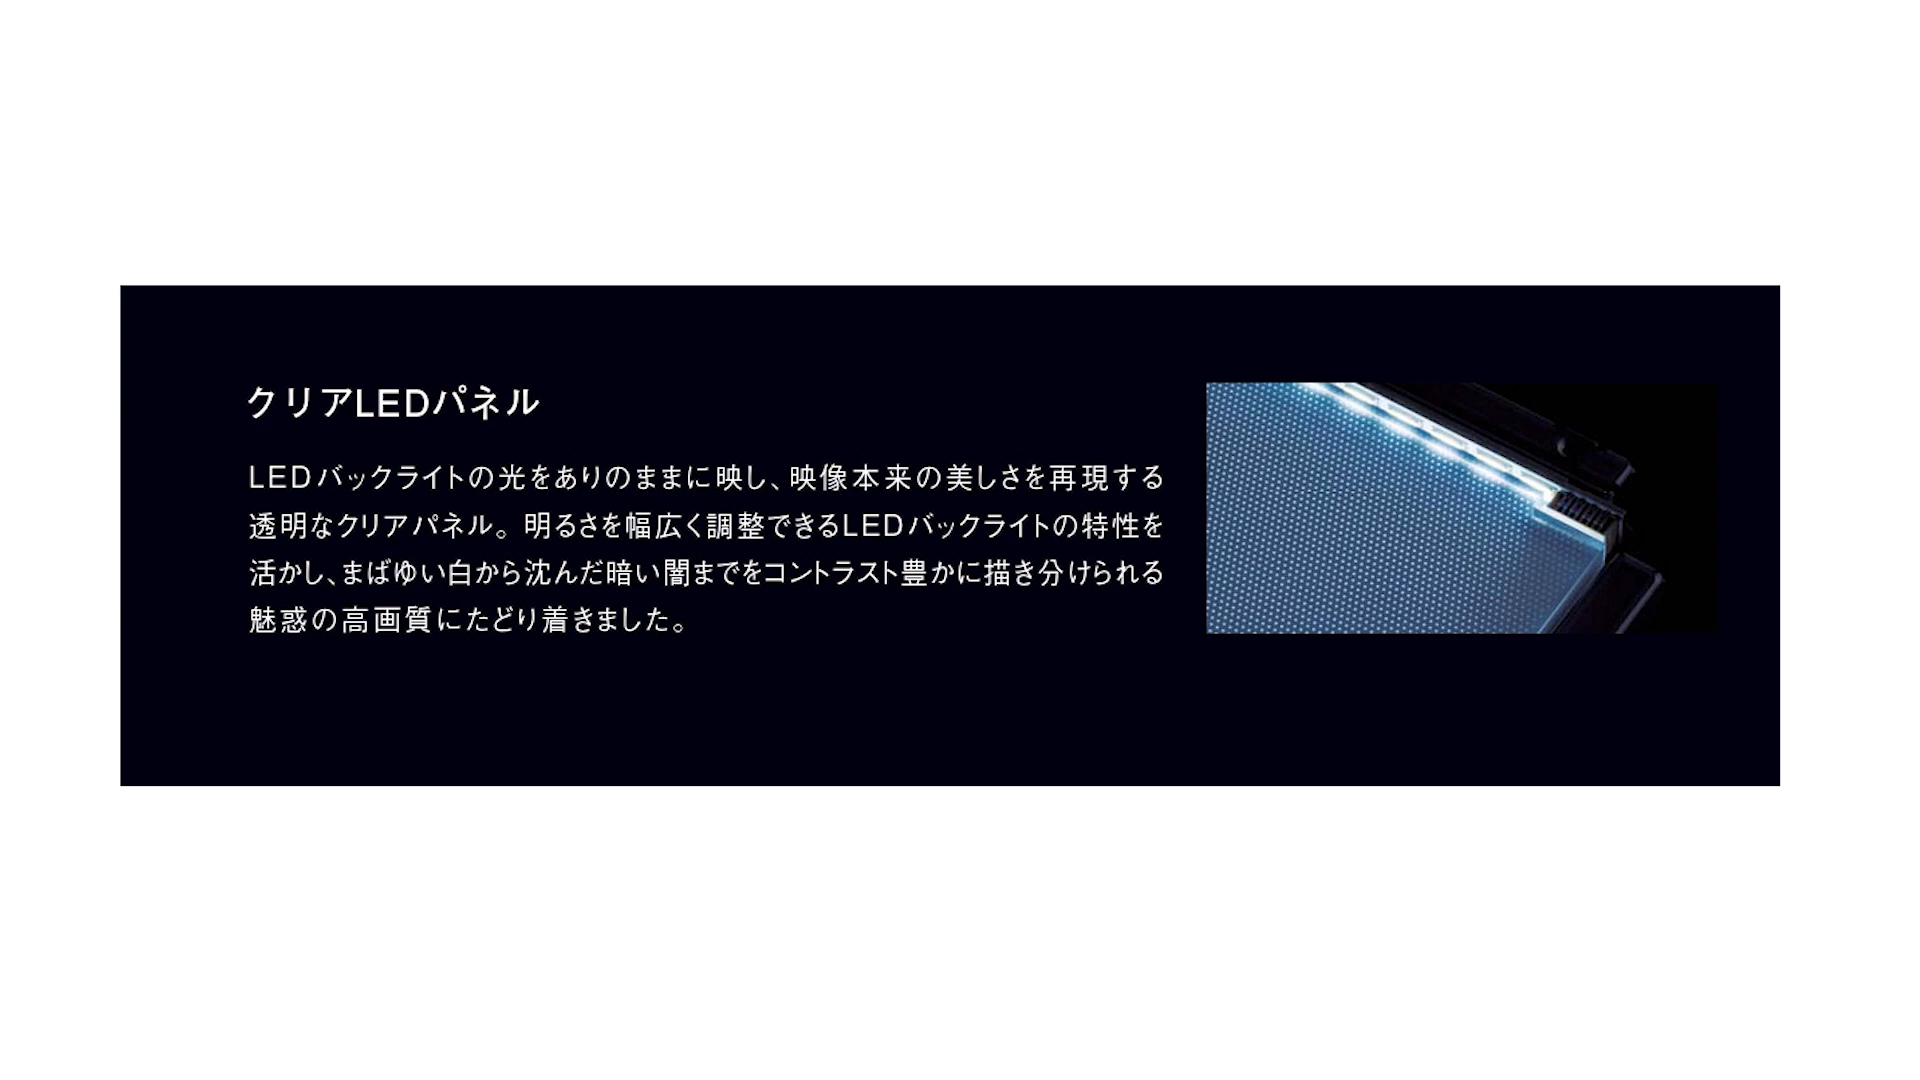 クリアLEDパネル
LEDバックライトの光をありのままに映し、映像本来の美しさを再現する
透明なクリアパネル。明るさを幅広く調整できるLEDバックライトの特性を
活かし、まばゆい白から沈んだ暗い闇までをコントラスト豊かに描き分けられる
魅惑の高画質にたどり着きました。